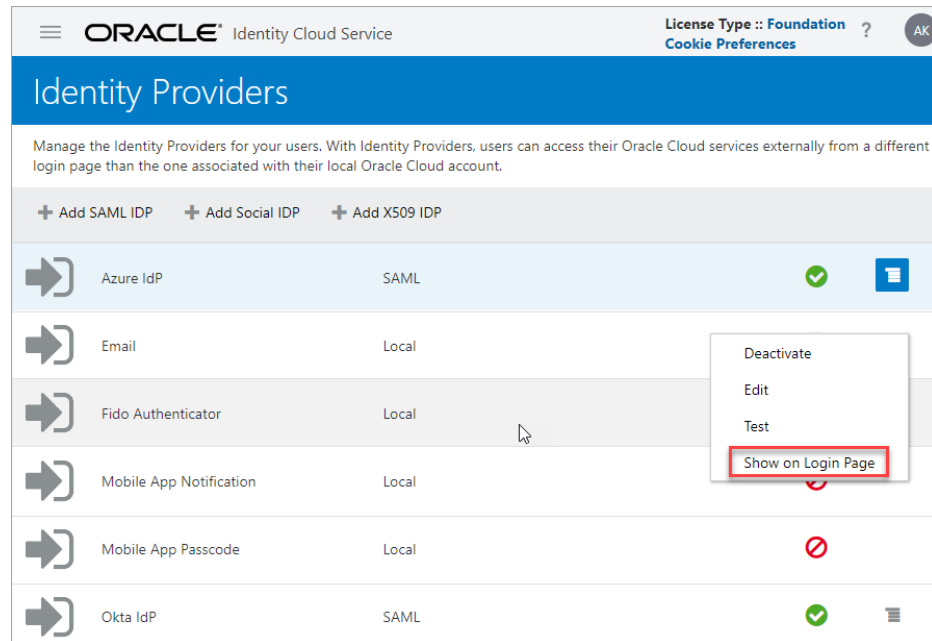 ORACLE® Identity Cloud Service
License Type :: Foundation ?
Cookie Preferences
AK
Identity Providers
Manage the Identity Providers for your users. With Identity Providers, users can access their Oracle Cloud services externally from a different
login page than the one associated with their local Oracle Cloud account.
+ Add SAML IDP + Add Social IDP + Add X509 IDP
Azure IdP SAML
Email Local
Deactivate
Edit
Fido Authenticator Local
Test
Show on Login Page
Mobile App Notification Local
Mobile App Passcode Local
Okta IdP SAML